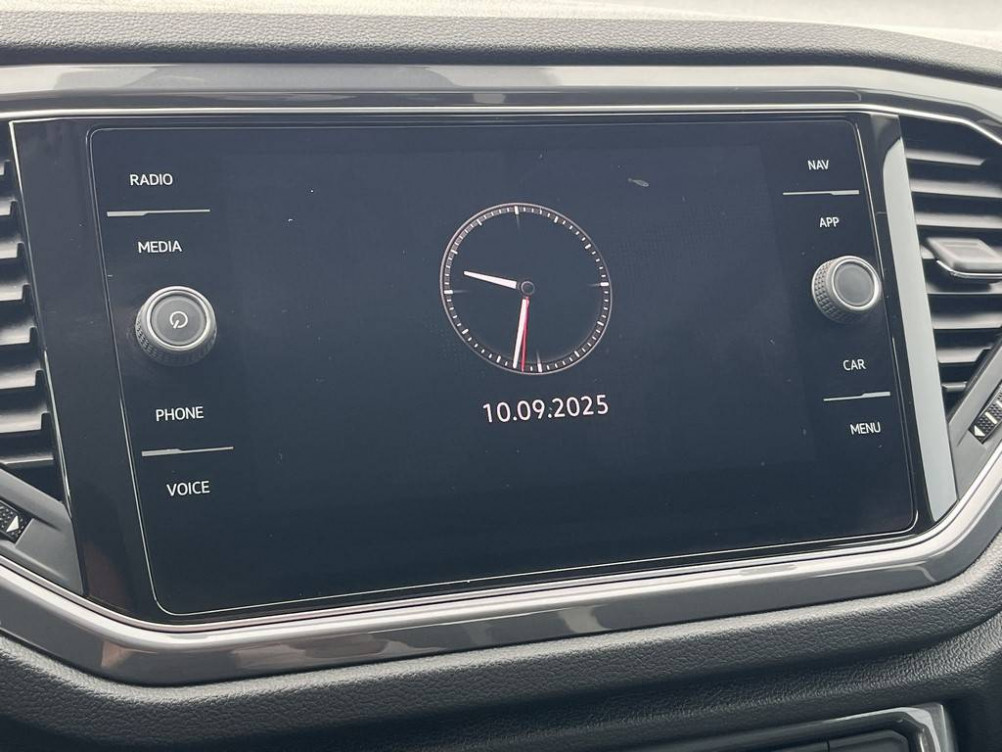 RADIO
MEDIA
PHONE
VOICE
10.09.2025
NAV
APP
CAR
MENU